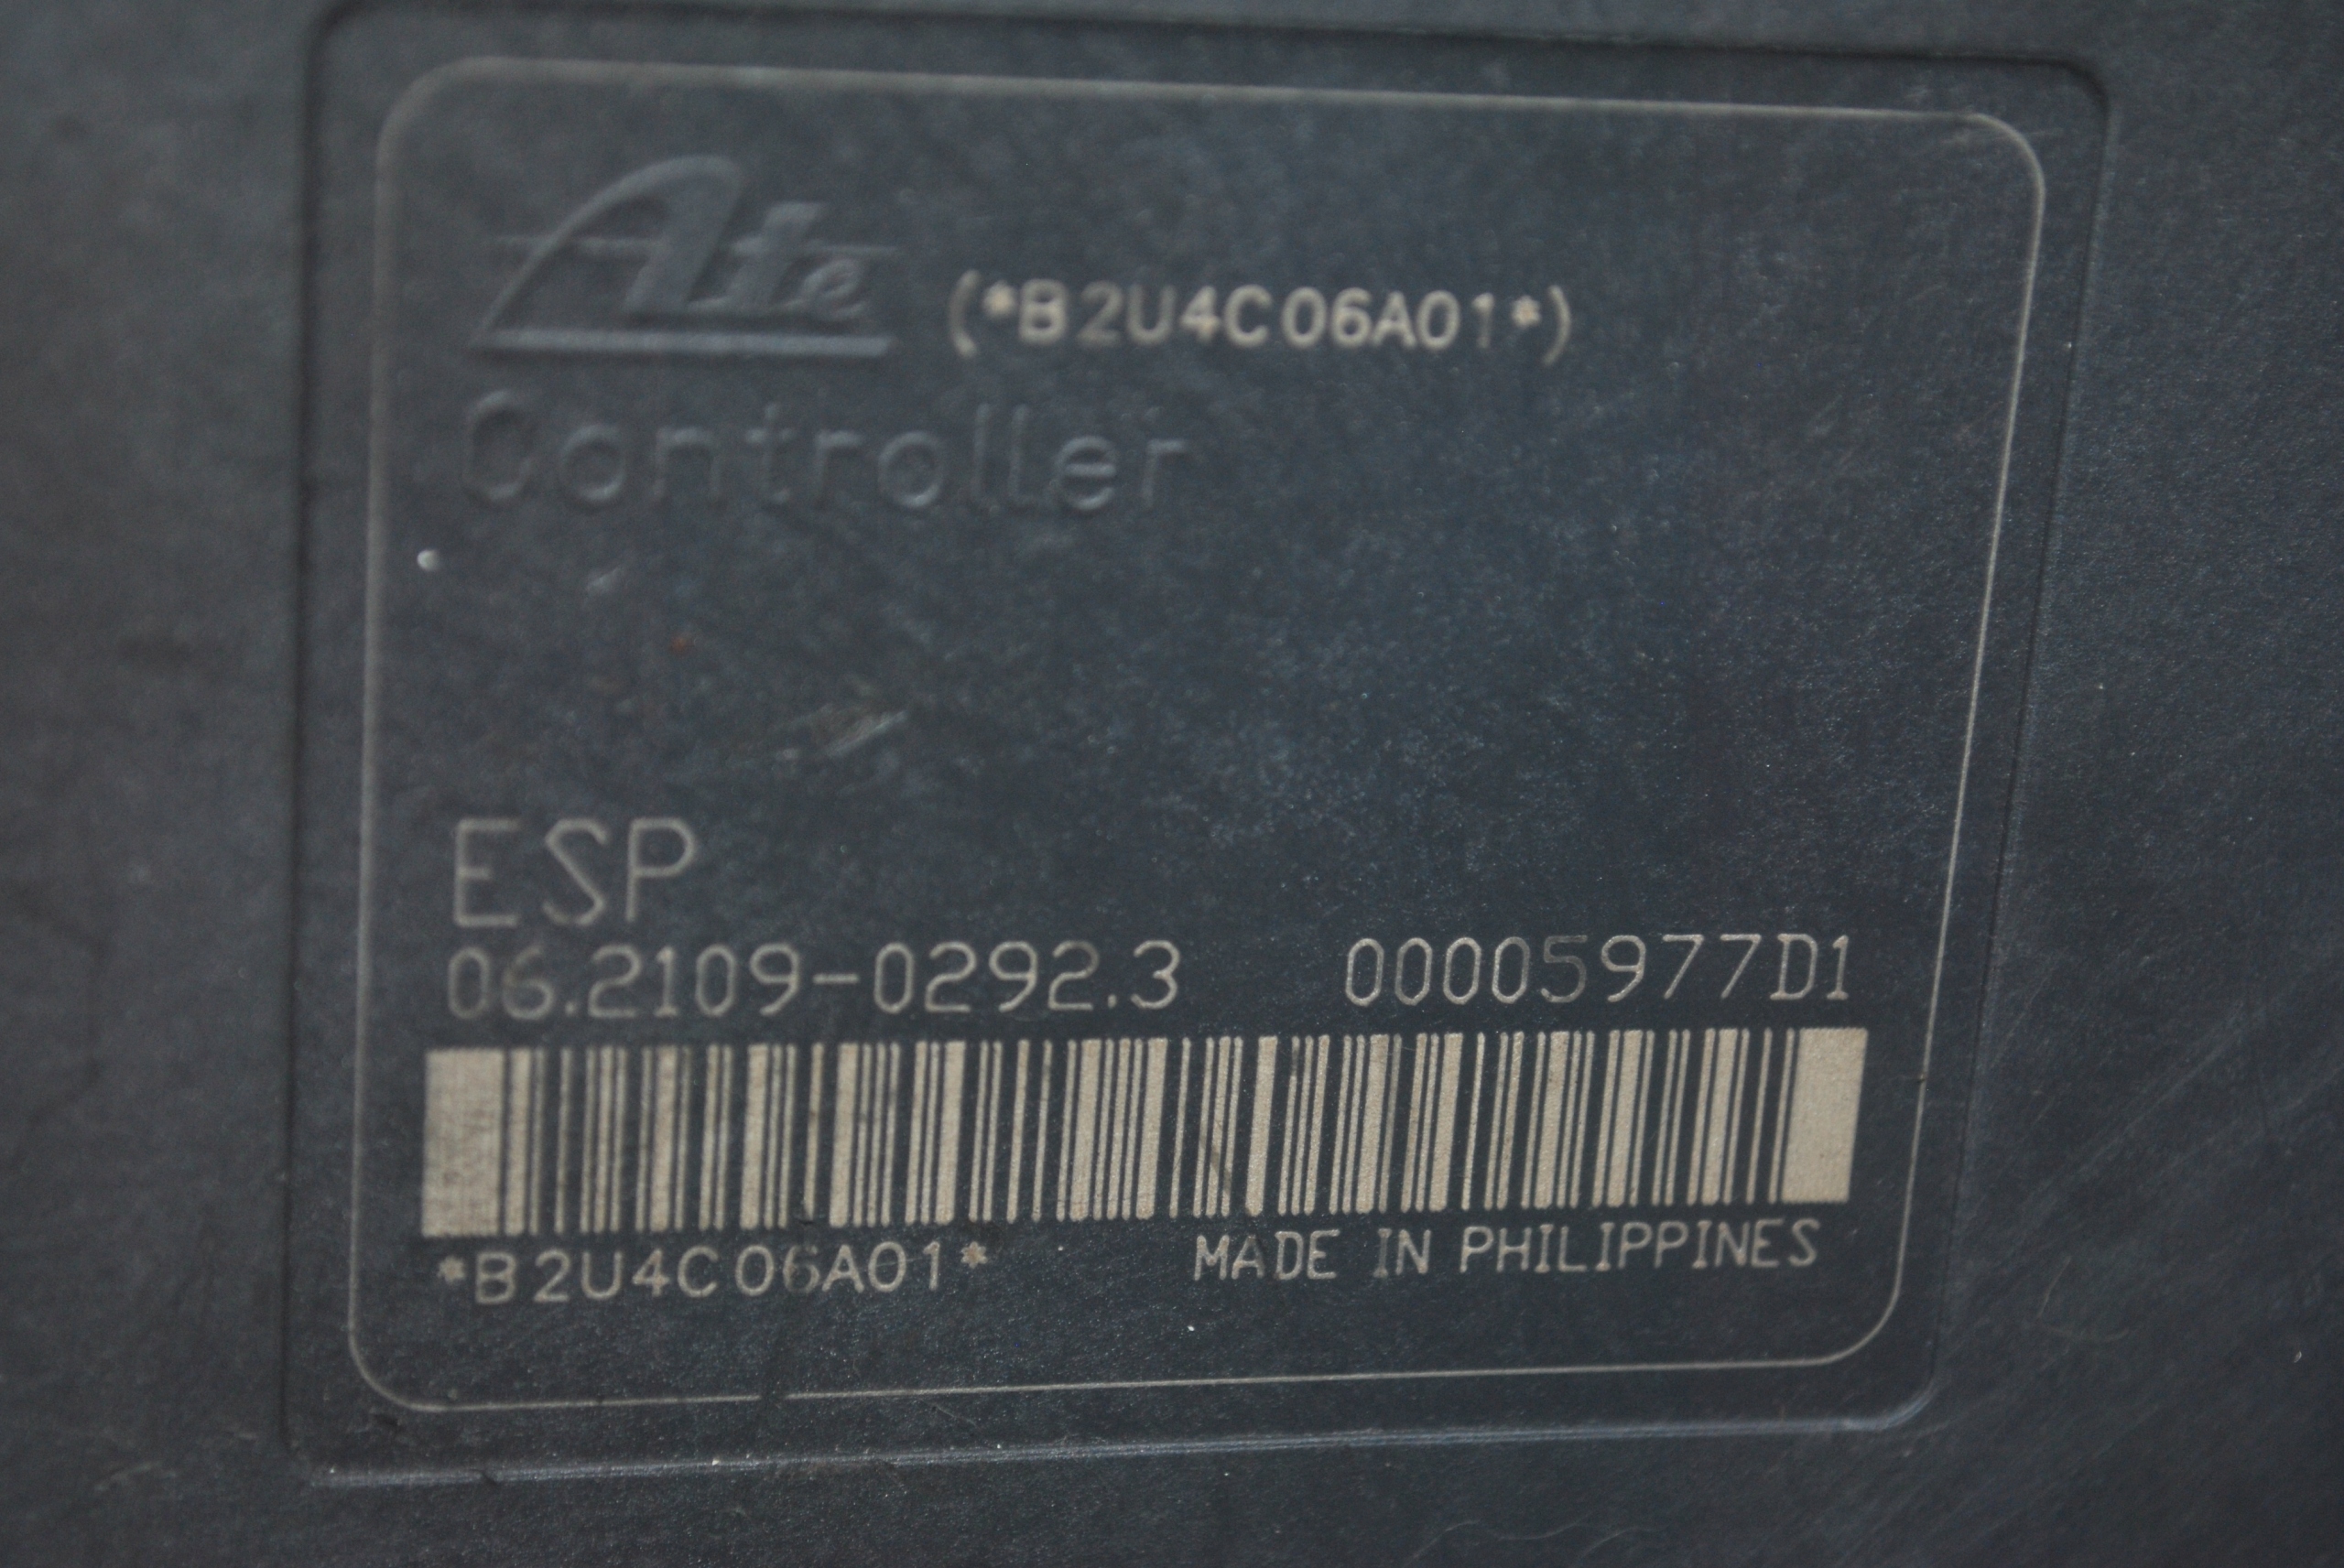 Ate (*B2U4C06A01*)
Controller
ESP
06.2109-0292.3 00005977D1
*B2U4C06A01* MADE IN PHILIPPINES